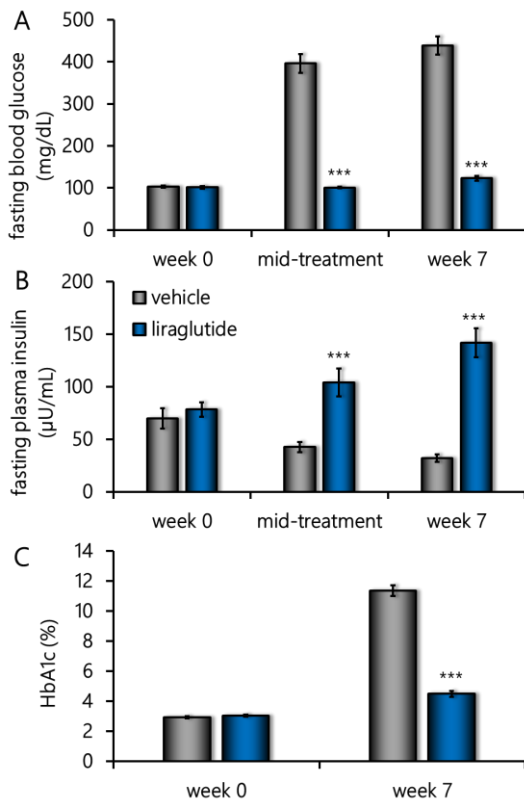 A
fasting blood glucose
(mg/dL)
500
400
300
200
100
0
***
***
week 0 mid-treatment week 7
B
fasting plasma insulin
(µU/mL)
200
150
100
50
0
vehicle
liraglutide
***
***
week 0 mid-treatment week 7
C
HbA1c (%)
14
12
10
8
6
4
2
0
***
week 0 week 7